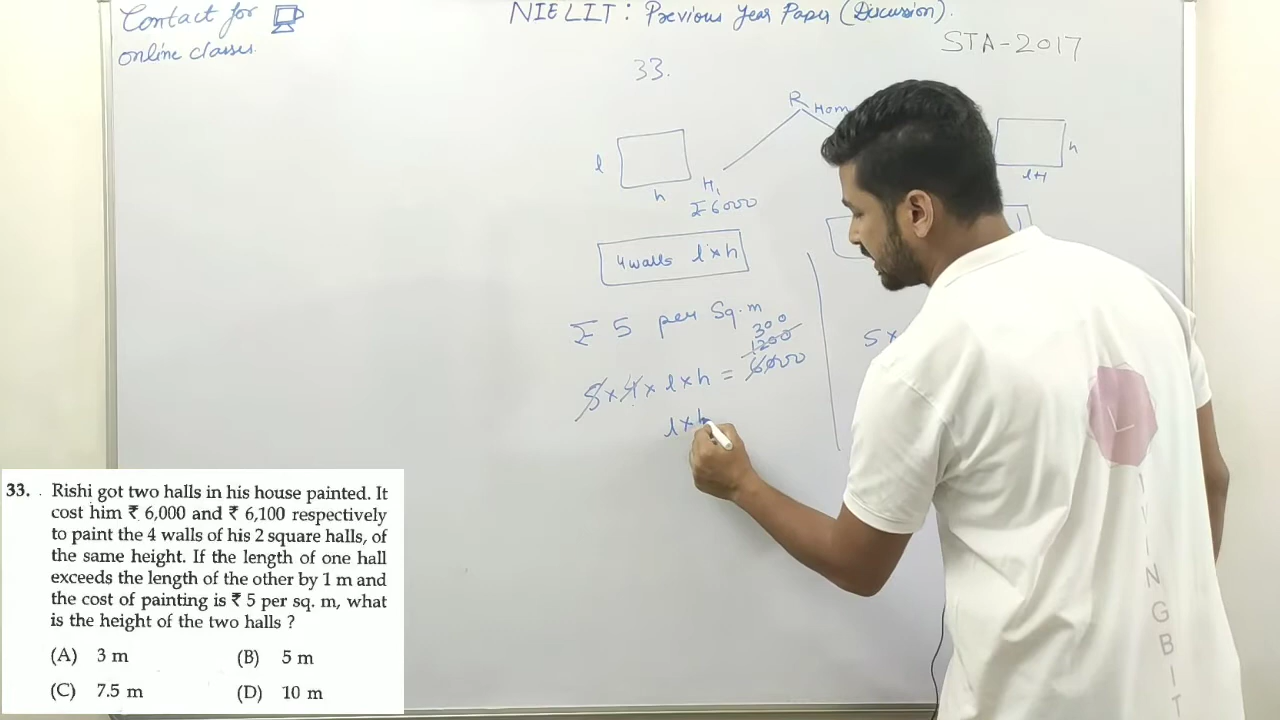 Contact for
online classes.
NIELIT : Previous Year Paper (Discussion).
STA-2017
33.
R
Hom
l
h
H₁
₹6000
h
l+1
4 walls l×h
₹ 5 per Sq.m
300
1200
5×4× l×h = 6000
5×
l×h
33. Rishi got two halls in his house painted. It
cost him ₹ 6,000 and ₹ 6,100 respectively
to paint the 4 walls of his 2 square halls, of
the same height. If the length of one hall
exceeds the length of the other by 1 m and
the cost of painting is ₹ 5 per sq. m, what
is the height of the two halls ?
(A) 3 m (B) 5 m
(C) 7.5 m (D) 10 m
L
I
V
I
N
G
B
I
T